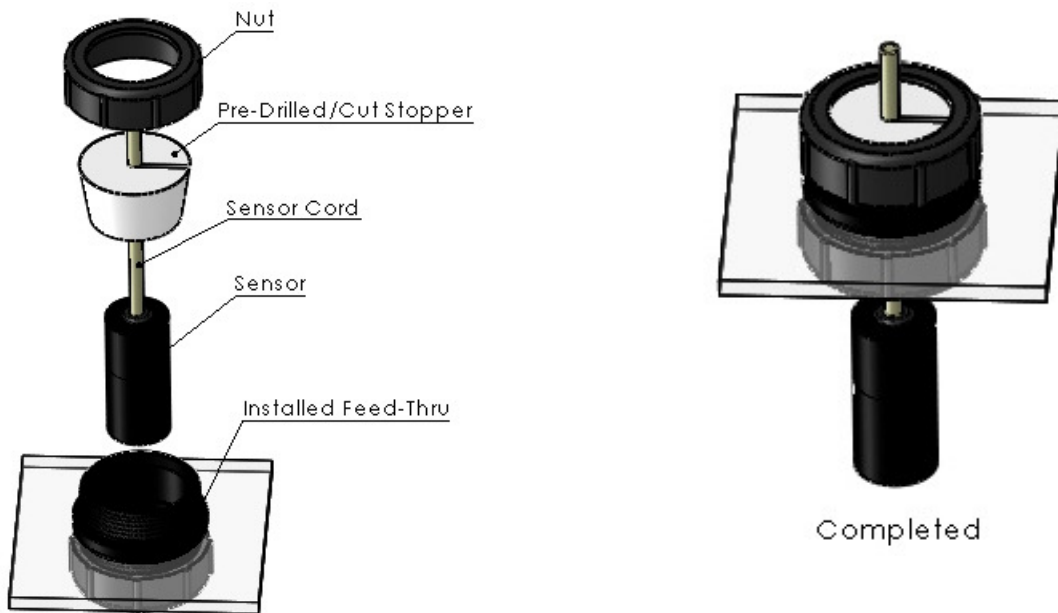 Nut
Pre-Drilled/Cut Stopper
Sensor Cord
Sensor
Installed Feed-Thru
Completed